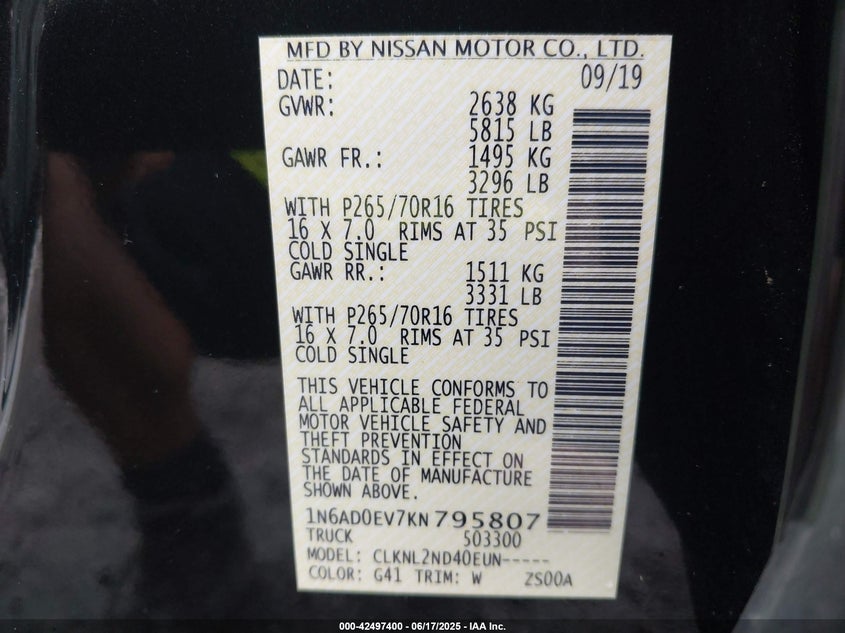 MFD BY NISSAN MOTOR CO., LTD.
DATE: 09/19
GVWR: 2638 KG
5815 LB
GAWR FR.: 1495 KG
3296 LB
WITH P265/70R16 TIRES
16 X 7.0 RIMS AT 35 PSI
COLD SINGLE
GAWR RR.: 1511 KG
3331 LB
WITH P265/70R16 TIRES
16 X 7.0 RIMS AT 35 PSI
COLD SINGLE
THIS VEHICLE CONFORMS TO
ALL APPLICABLE FEDERAL
MOTOR VEHICLE SAFETY AND
THEFT PREVENTION
STANDARDS IN EFFECT ON
THE DATE OF MANUFACTURE
SHOWN ABOVE.
1N6AD0EV7KN795807
TRUCK 503300
MODEL: CLKNL2ND40EUN-----
COLOR: G41 TRIM: W ZS00A
000-42497400 - 06/17/2025 - IAA Inc.